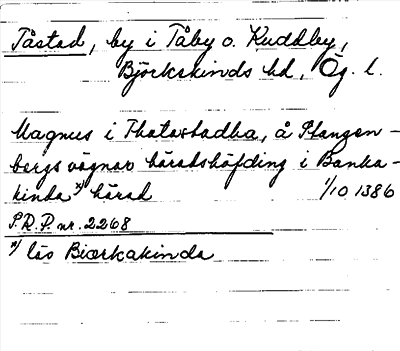 Tåstad, by i Tåby o. Kuddby,
Björkekinds hd, Ög. l.
Magnus i Thatastadha, å Stangen-
bergs vägnar häradshöfding i Banka-
kinda x) härad 1/10 1386
S.R.P. nr. 2268
x) läs Biærkakinda